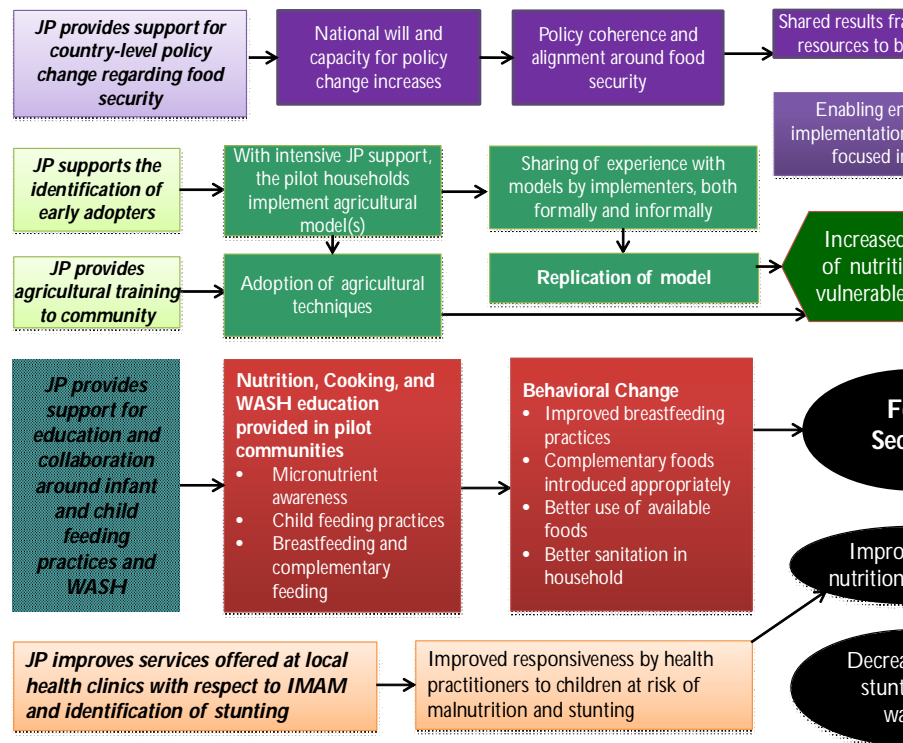 JP provides support for
country-level policy
change regarding food
security
National will and
capacity for policy
change increases
Policy coherence and
alignment around food
security
Shared results
resources to
Enabling
implementation
focused
JP supports the
identification of
early adopters
With intensive JP support,
the pilot households
implement agricultural
model(s)
Sharing of experience with
models by implementers, both
formally and informally
JP provides
agricultural training
to community
Adoption of agricultural
techniques
Replication of model
Increased
of
vulnerable
JP provides
support for
education and
collaboration
around infant
and child
feeding
practices and
WASH
Nutrition, Cooking, and
WASH education
provided in pilot
communities
• Micronutrient
awareness
• Child feeding practices
• Breastfeeding and
complementary
feeding
Behavioral Change
• Improved breastfeeding
practices
• Complementary foods
introduced appropriately
• Better use of available
foods
• Better sanitation in
household
JP improves services offered at local
health clinics with respect to IMAM
and identification of stunting
Improved responsiveness by health
practitioners to children at risk of
malnutrition and stunting
nutrition